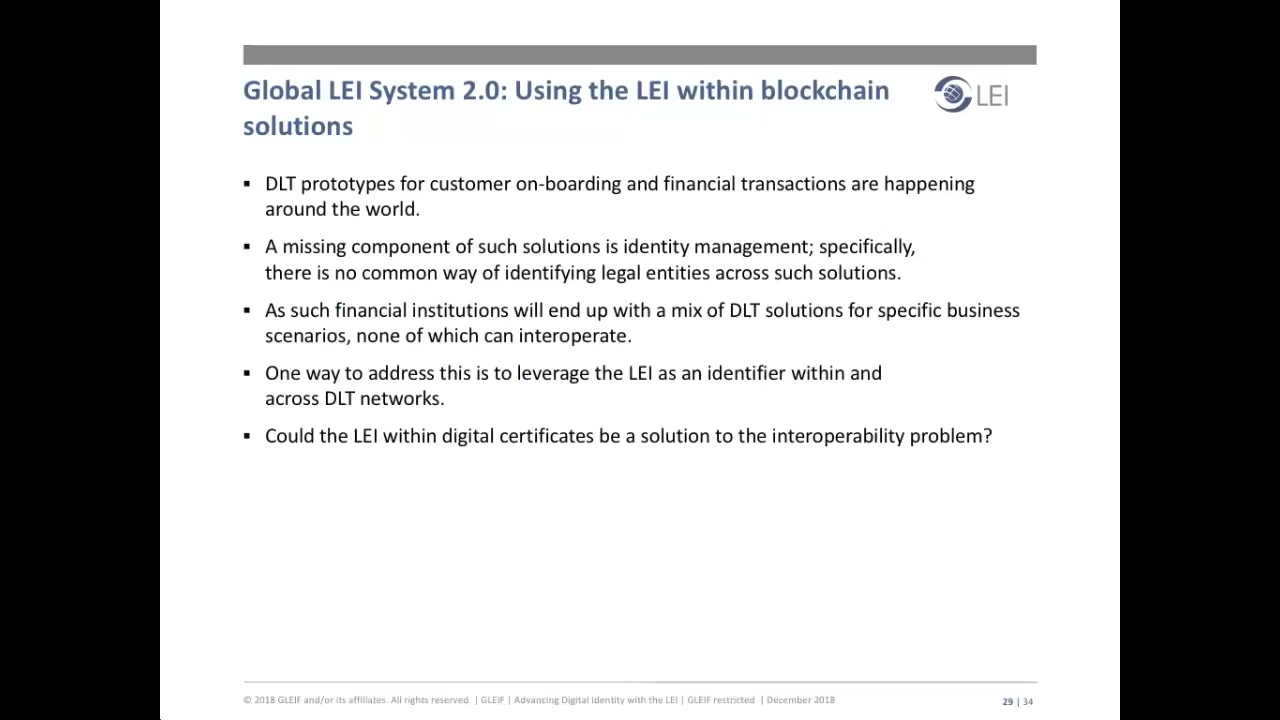 Global LEI System 2.0: Using the LEI within blockchain
solutions
LEI
▪ DLT prototypes for customer on-boarding and financial transactions are happening
around the world.
▪ A missing component of such solutions is identity management; specifically,
there is no common way of identifying legal entities across such solutions.
▪ As such financial institutions will end up with a mix of DLT solutions for specific business
scenarios, none of which can interoperate.
▪ One way to address this is to leverage the LEI as an identifier within and
across DLT networks.
▪ Could the LEI within digital certificates be a solution to the interoperability problem?
© 2018 GLEIF and/or its affiliates. All rights reserved. | GLEIF | Advancing Digital Identity with the LEI | GLEIF restricted | December 2018
29 | 34